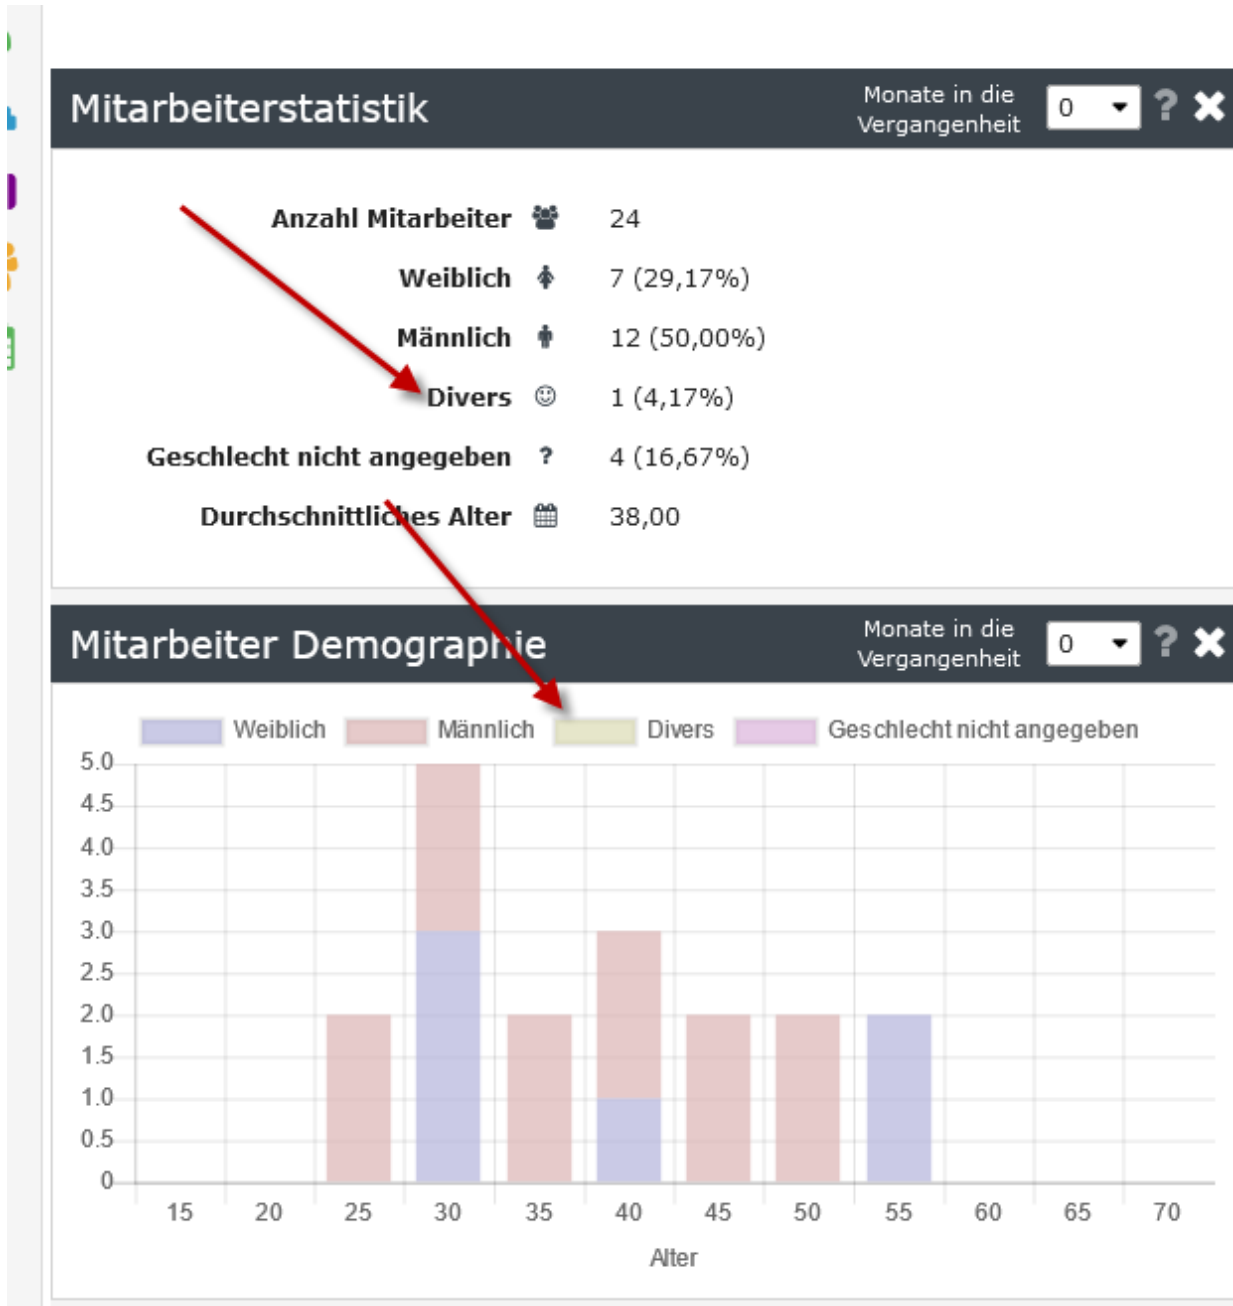 Mitarbeiterstatistik
Monate in die
Vergangenheit
0
?
Anzahl Mitarbeiter 24
Weiblich 7 (29,17%)
Männlich 12 (50,00%)
Divers 1 (4,17%)
Geschlecht nicht angegeben ? 4 (16,67%)
Durchschnittliches Alter 38,00
Mitarbeiter Demographie
Monate in die
Vergangenheit
0
?
Weiblich Männlich Divers Geschlecht nicht angegeben
5.0
4.5
4.0
3.5
3.0
2.5
2.0
1.5
1.0
0.5
0
15 20 25 30 35 40 45 50 55 60 65 70
Alter